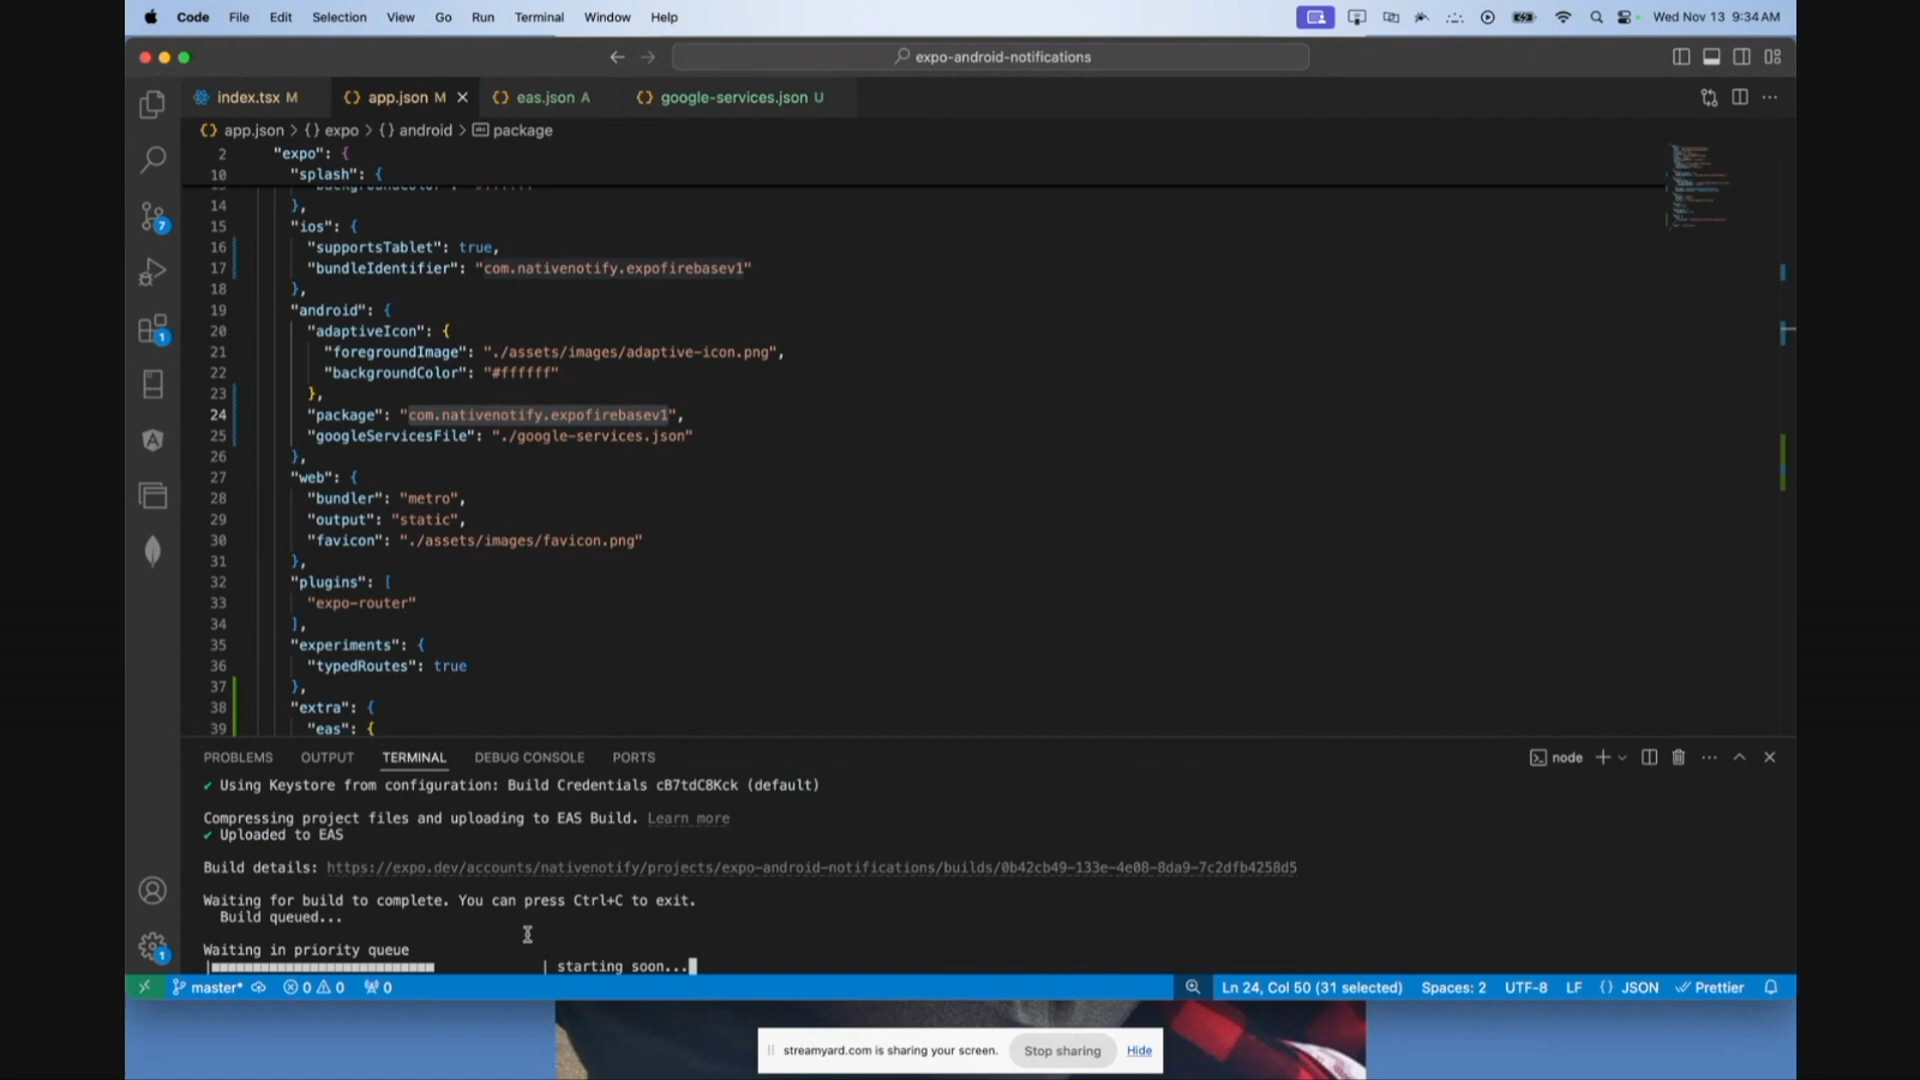 Code File Edit Selection View Go Run Terminal Window Help Wed Nov 13 9:34 AM
expo-android-notifications
index.tsx M app.json M eas.json A google-services.json U
app.json > {} expo > {} android > package
2 "expo": {
10 "splash": {
14 },
15 "ios": {
16 "supportsTablet": true,
17 "bundleIdentifier": "com.nativenotify.expofirebasev1"
18 },
19 "android": {
20 "adaptiveIcon": {
21 "foregroundImage": "./assets/images/adaptive-icon.png",
22 "backgroundColor": "#ffffff"
23 },
24 "package": "com.nativenotify.expofirebasev1",
25 "googleServicesFile": "./google-services.json"
26 },
27 "web": {
28 "bundler": "metro",
29 "output": "static",
30 "favicon": "./assets/images/favicon.png"
31 },
32 "plugins": [
33 "expo-router"
34 ],
35 "experiments": {
36 "typedRoutes": true
37 },
38 "extra": {
39 "eas": {
7
1
PROBLEMS OUTPUT TERMINAL DEBUG CONSOLE PORTS node
✔ Using Keystore from configuration: Build Credentials cB7tdC8Kck (default)
Compressing project files and uploading to EAS Build. Learn more
✔ Uploaded to EAS
Build details: https://expo.dev/accounts/nativenotify/projects/expo-android-notifications/builds/0b42cb49-133e-4e08-8da9-7c2dfb4258d5
Waiting for build to complete. You can press Ctrl+C to exit.
Build queued...
Waiting in priority queue
| starting soon...
1
master* 0 0 0 Ln 24, Col 50 (31 selected) Spaces: 2 UTF-8 LF {} JSON Prettier
streamyard.com is sharing your screen. Stop sharing Hide